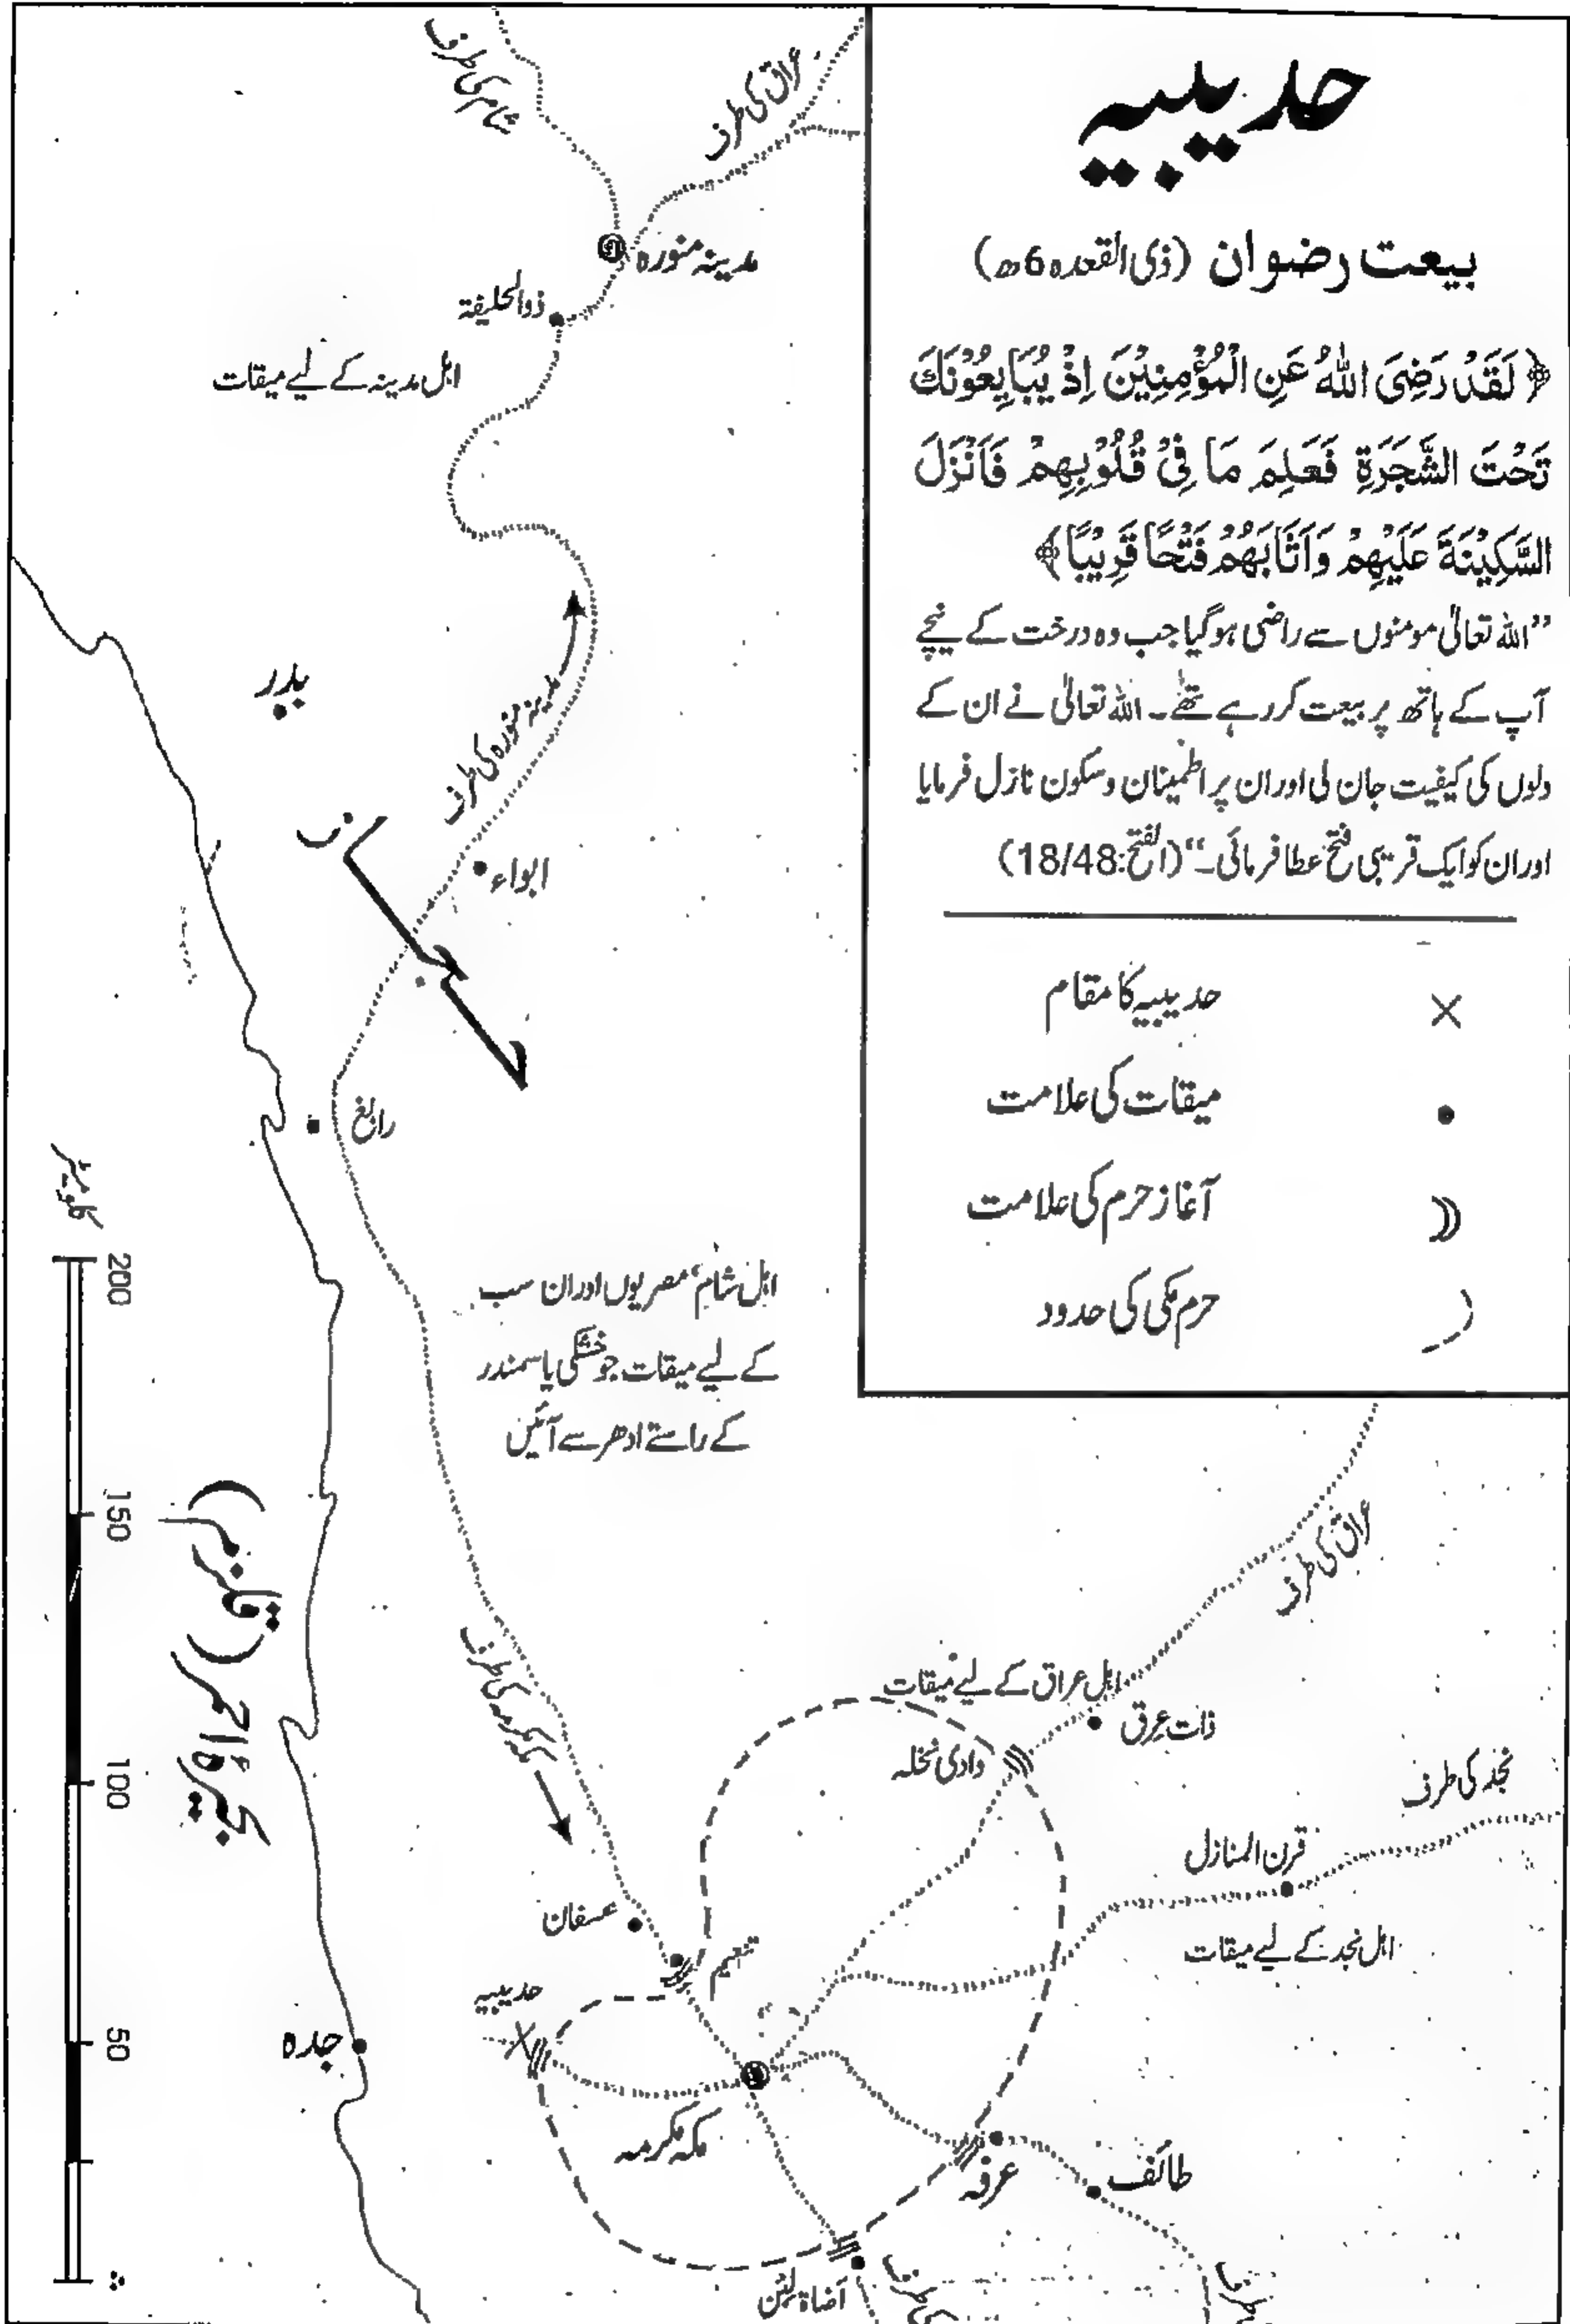 حدیبیہ
بیعت رضوان (ذی القعدہ 6ھ)
﴿لَقَدْ رَضِیَ اللّٰهُ عَنِ الْمُؤْمِنِیْنَ اِذْ یُبَایِعُوْنَكَ
تَحْتَ الشَّجَرَةِ فَعَلِمَ مَا فِیْ قُلُوْبِهِمْ فَاَنْزَلَ
السَّكِیْنَةَ عَلَیْهِمْ وَاَثَابَهُمْ فَتْحًا قَرِیْبًا﴾
”اللہ تعالیٰ مومنوں سے راضی ہوگیا جب وہ درخت کے نیچے
آپ کے ہاتھ پر بیعت کر رہے تھے۔ اللہ تعالیٰ نے ان کے
دلوں کی کیفیت جان لی اور ان پر اطمینان و سکون نازل فرمایا
اور ان کو ایک قریبی فتح عطا فرمائی۔“ (الفتح: 18/48)
حدیبیہ کا مقام
میقات کی علامت
آغاز حرم کی علامت
حرم مکی کی حدود
شام کی طرف
عراق کی طرف
مدینہ منورہ
ذوالحلیفۃ
اہل مدینہ کے لیے میقات
بدر
مدینہ منورہ کی طرف
ابواء
رابغ
کلومیٹر
200
150
100
50
اہل شام، مصریوں اور ان سب
کے لیے میقات جو خشکی یا سمندر
کے راستے ادھر سے آئیں
بحیرۂ احمر (قلزم)
مکہ مکرمہ کی طرف
عراق کی طرف
اہل عراق کے لیے میقات
ذات عرق
وادی نخلہ
نجد کی طرف
قرن المنازل
اہل نجد کے لیے میقات
عسفان
تنعیم
حدیبیہ
جدہ
مکہ مکرمہ
عرفہ
طائف
اضاۃ لبن